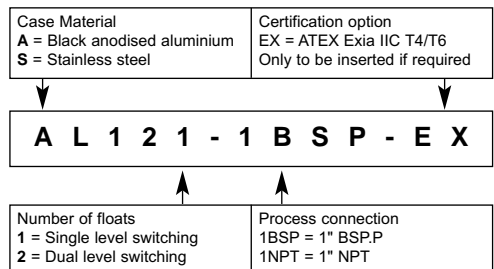 Case Material
A = Black anodised aluminium
S = Stainless steel
Certification option
EX = ATEX Exia IIC T4/T6
Only to be inserted if required
A L 1 2 1 - 1 B S P - E X
Number of floats
1 = Single level switching
2 = Dual level switching
Process connection
1BSP = 1" BSP.P
1NPT = 1" NPT